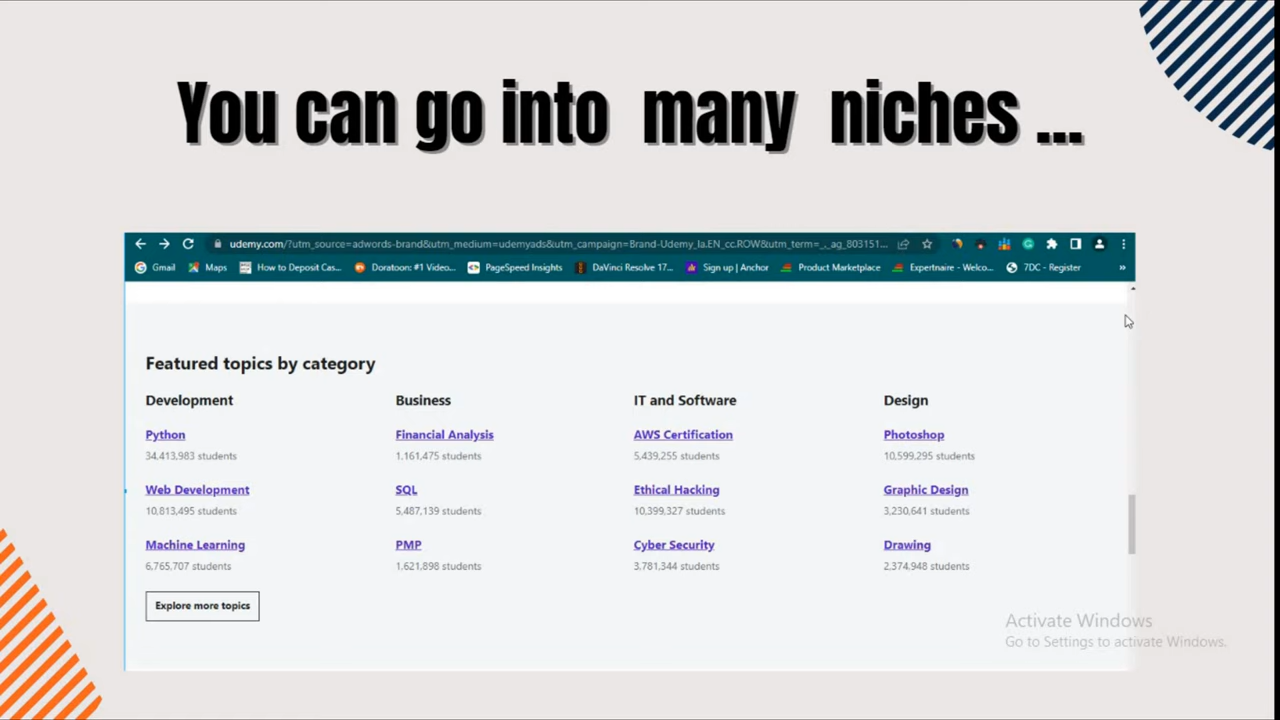 You can go into many niches ...
udemy.com/?utm_source=adwords-brand&utm_medium=udemyads&utm_campaign=Brand-Udemy_la.EN_cc.ROW&utm_term=_._ag_803151...
Gmail Maps How to Deposit Cas... Doratoon: #1 Video... PageSpeed Insights DaVinci Resolve 17... Sign up | Anchor Product Marketplace Expertnaire - Welco... 7DC - Register »
Featured topics by category
Development Business IT and Software Design
Python Financial Analysis AWS Certification Photoshop
34,413,983 students 1,161,475 students 5,439,255 students 10,599,295 students
Web Development SQL Ethical Hacking Graphic Design
10,813,495 students 5,487,139 students 10,399,327 students 3,230,641 students
Machine Learning PMP Cyber Security Drawing
6,765,707 students 1,621,898 students 3,781,344 students 2,374,948 students
Explore more topics
Activate Windows
Go to Settings to activate Windows.